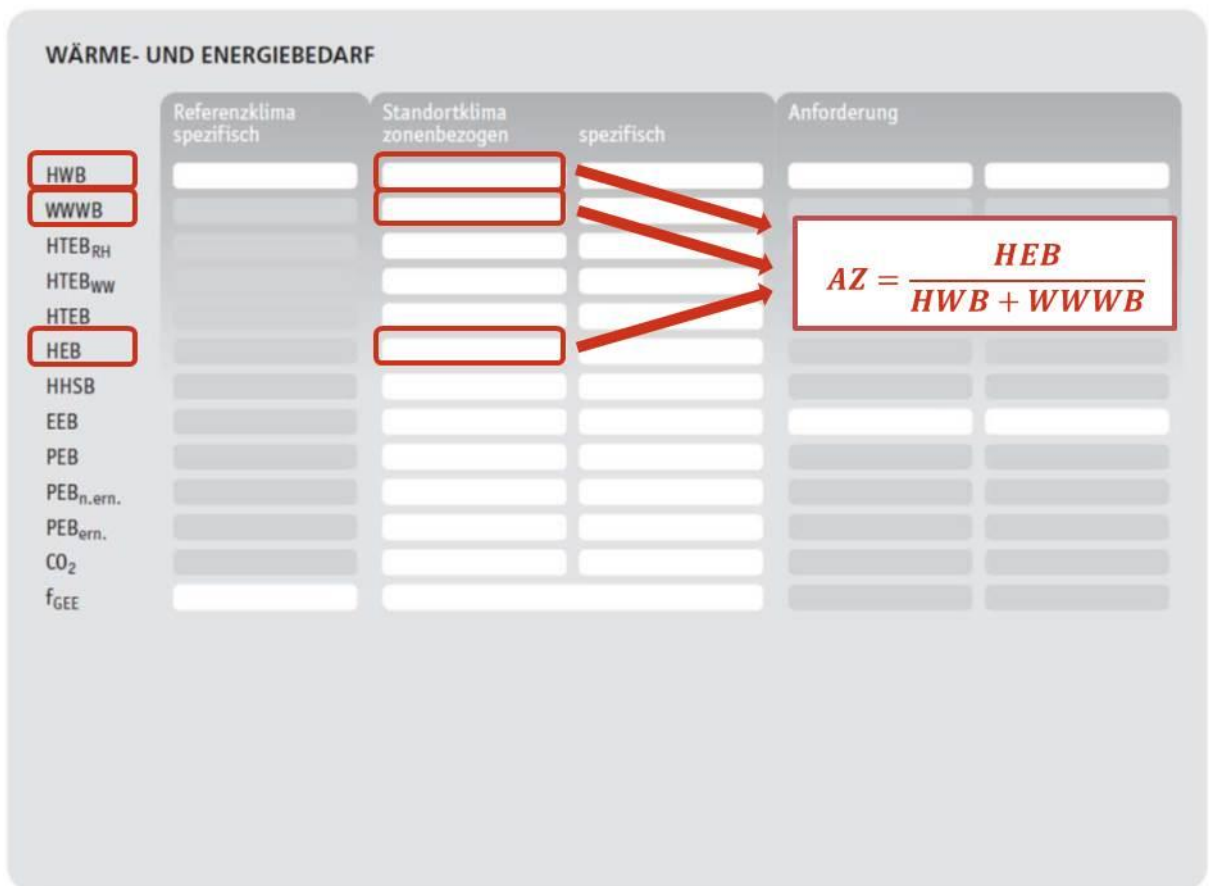 WÄRME- UND ENERGIEBEDARF
Referenzklima
spezifisch
Standortklima
zonenbezogen
spezifisch
Anforderung
HWB
WWWB
HTEB_RH
HTEB_WW
HTEB
HEB
HHSB
EEB
PEB
PEB_n.ern.
PEB_ern.
CO₂
f_GEE
AZ = HEB / (HWB + WWWB)